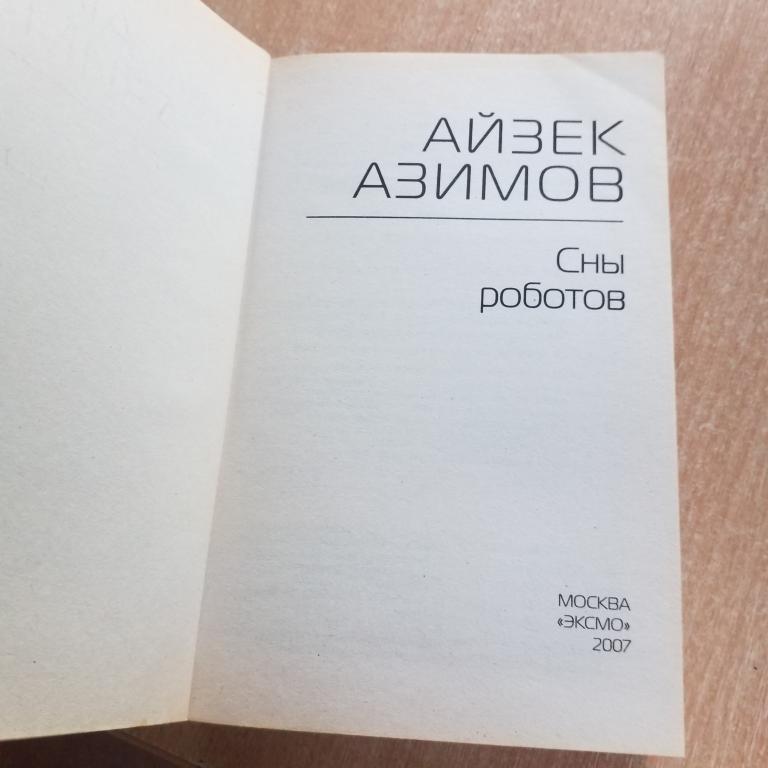 АЙЗЕК
АЗИМОВ
Сны
роботов
МОСКВА
«ЭКСМО»
2007